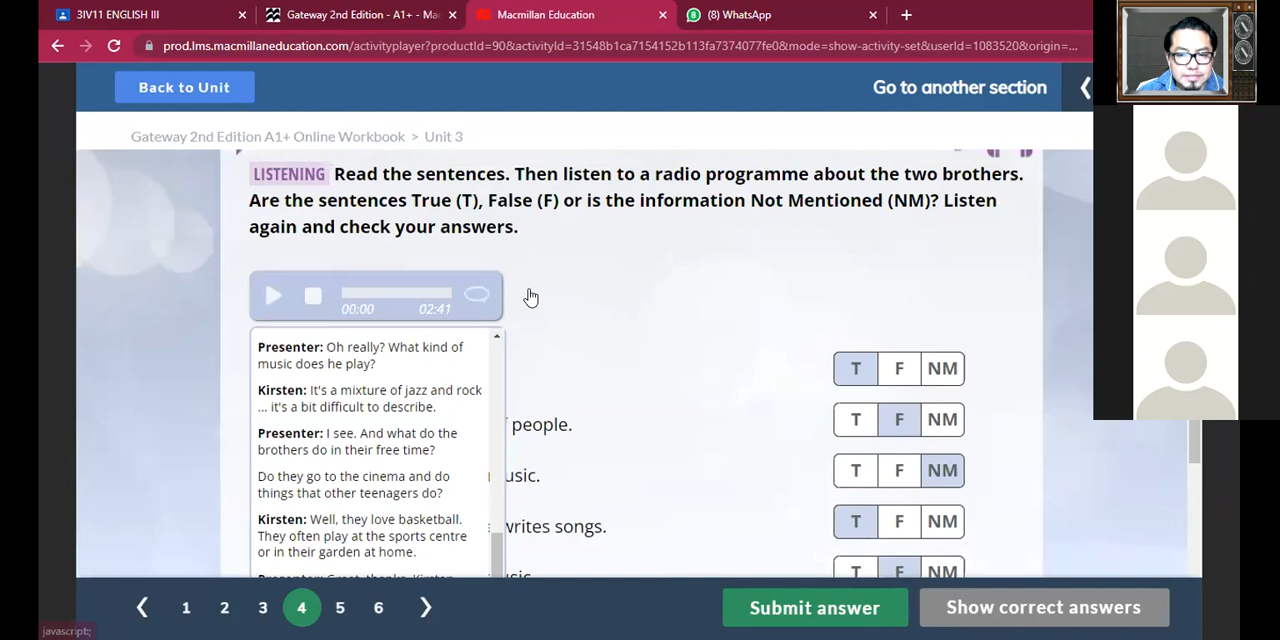 3IV11 ENGLISH III
Gateway 2nd Edition - A1+ - Ma
Macmillan Education
(8) WhatsApp
prod.lms.macmillaneducation.com/activityplayer?productId=90&activityId=31548b1ca7154152b113fa7374077fe0&mode=show-activity-set&userId=1083520&origin=...
Back to Unit
Go to another section
Gateway 2nd Edition A1+ Online Workbook > Unit 3
LISTENING Read the sentences. Then listen to a radio programme about the two brothers.
Are the sentences True (T), False (F) or is the information Not Mentioned (NM)? Listen
again and check your answers.
00:00 02:41
Presenter: Oh really? What kind of
music does he play?
Kirsten: It's a mixture of jazz and rock
... it's a bit difficult to describe.
Presenter: I see. And what do the
brothers do in their free time?
Do they go to the cinema and do
things that other teenagers do?
Kirsten: Well, they love basketball.
They often play at the sports centre
or in their garden at home.
Presenter: Great, thanks, Kirsten
T F NM
people. T F NM
usic. T F NM
writes songs. T F NM
usic. T F NM
1 2 3 4 5 6
Submit answer
Show correct answers
javascript:;